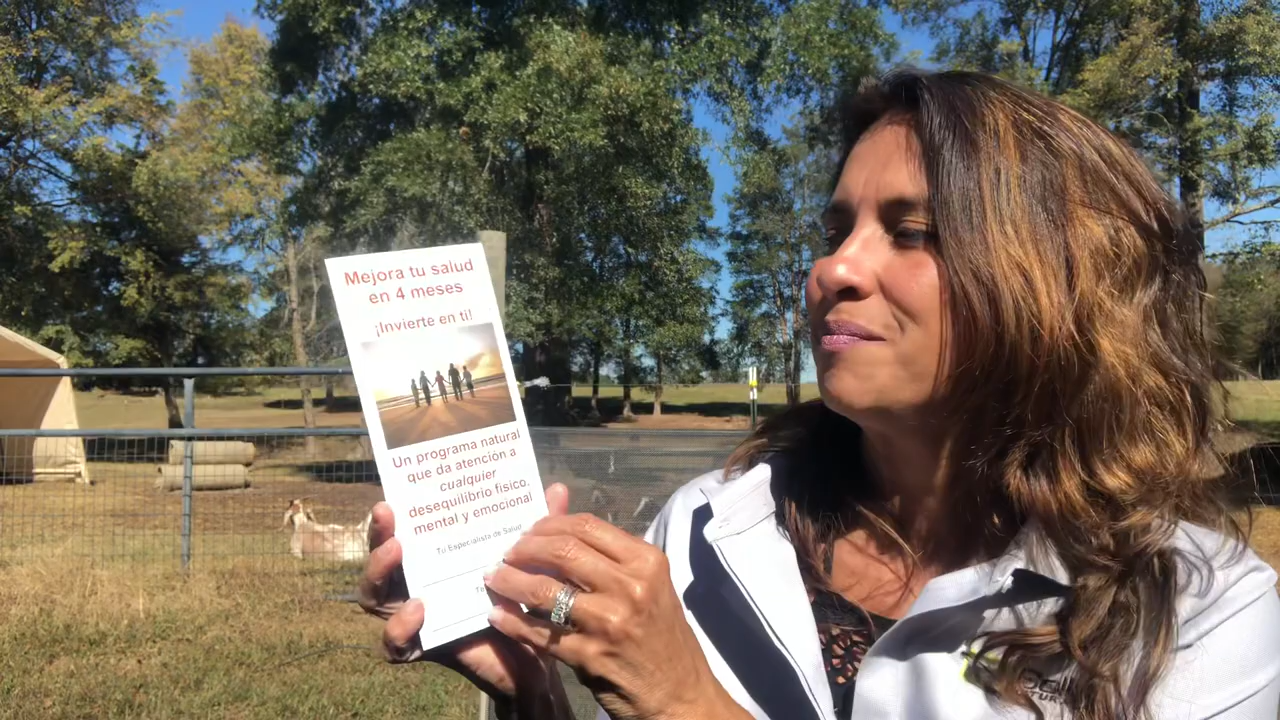 Mejora tu salud
en 4 meses
¡Invierte en ti!
Un programa natural
que da atención a
cualquier
desequilibrio fisico.
mental y emocional
Tu Especialista de Salud